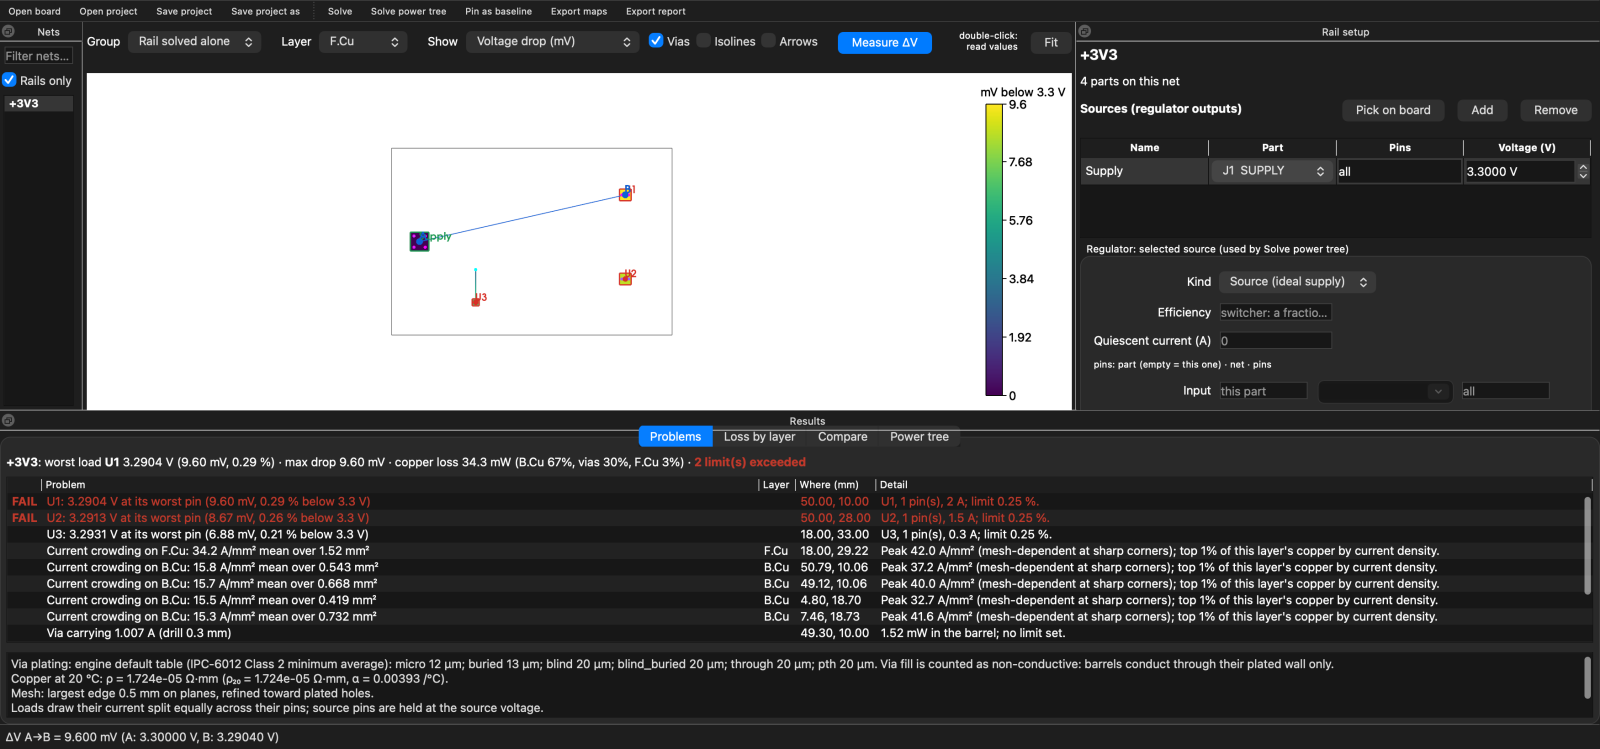 Open board Open project Save project Save project as Solve Solve power tree Pin as baseline Export maps Export report
Nets
Filter nets...
Rails only
+3V3
Group Rail solved alone Layer F.Cu Show Voltage drop (mV) Vias Isolines Arrows Measure ΔV double-click: read values Fit
mV below 3.3 V
9.6
7.68
5.76
3.84
1.92
0
pply
U2
U3
Rail setup
+3V3
4 parts on this net
Sources (regulator outputs) Pick on board Add Remove
Name Part Pins Voltage (V)
Supply J1 SUPPLY all 3.3000 V
Regulator: selected source (used by Solve power tree)
Kind Source (ideal supply)
Efficiency switcher: a fractio...
Quiescent current (A) 0
pins: part (empty = this one) · net · pins
Input this part all
Results
Problems Loss by layer Compare Power tree
+3V3: worst load U1 3.2904 V (9.60 mV, 0.29 %) · max drop 9.60 mV · copper loss 34.3 mW (B.Cu 67%, vias 30%, F.Cu 3%) · 2 limit(s) exceeded
Problem Layer Where (mm) Detail
FAIL U1: 3.2904 V at its worst pin (9.60 mV, 0.29 % below 3.3 V) 50.00, 10.00 U1, 1 pin(s), 2 A; limit 0.25 %.
FAIL U2: 3.2913 V at its worst pin (8.67 mV, 0.26 % below 3.3 V) 50.00, 28.00 U2, 1 pin(s), 1.5 A; limit 0.25 %.
U3: 3.2931 V at its worst pin (6.88 mV, 0.21 % below 3.3 V) 18.00, 33.00 U3, 1 pin(s), 0.3 A; limit 0.25 %.
Current crowding on F.Cu: 34.2 A/mm² mean over 1.52 mm² F.Cu 18.00, 29.22 Peak 42.0 A/mm² (mesh-dependent at sharp corners); top 1% of this layer's copper by current density.
Current crowding on B.Cu: 15.8 A/mm² mean over 0.543 mm² B.Cu 50.79, 10.06 Peak 37.2 A/mm² (mesh-dependent at sharp corners); top 1% of this layer's copper by current density.
Current crowding on B.Cu: 15.7 A/mm² mean over 0.668 mm² B.Cu 49.12, 10.06 Peak 40.0 A/mm² (mesh-dependent at sharp corners); top 1% of this layer's copper by current density.
Current crowding on B.Cu: 15.5 A/mm² mean over 0.419 mm² B.Cu 4.80, 18.70 Peak 32.7 A/mm² (mesh-dependent at sharp corners); top 1% of this layer's copper by current density.
Current crowding on B.Cu: 15.3 A/mm² mean over 0.732 mm² B.Cu 7.46, 18.73 Peak 41.6 A/mm² (mesh-dependent at sharp corners); top 1% of this layer's copper by current density.
Via carrying 1.007 A (drill 0.3 mm) 49.30, 10.00 1.52 mW in the barrel; no limit set.
Via plating: engine default table (IPC-6012 Class 2 minimum average): micro 12 µm; buried 13 µm; blind 20 µm; blind_buried 20 µm; through 20 µm; pth 20 µm. Via fill is counted as non-conductive: barrels conduct through their plated wall only.
Copper at 20 °C: ρ = 1.724e-05 Ω·mm (ρ₂₀ = 1.724e-05 Ω·mm, α = 0.00393 /°C).
Mesh: largest edge 0.5 mm on planes, refined toward plated holes.
Loads draw their current split equally across their pins; source pins are held at the source voltage.
ΔV A→B = 9.600 mV (A: 3.30000 V, B: 3.29040 V)